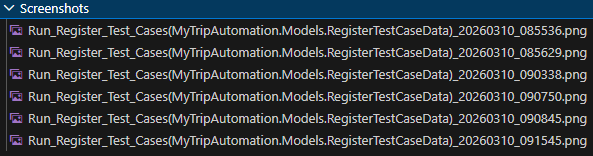 Screenshots
Run_Register_Test_Cases(MyTripAutomation.Models.RegisterTestCaseData)_20260310_085536.png
Run_Register_Test_Cases(MyTripAutomation.Models.RegisterTestCaseData)_20260310_085629.png
Run_Register_Test_Cases(MyTripAutomation.Models.RegisterTestCaseData)_20260310_090338.png
Run_Register_Test_Cases(MyTripAutomation.Models.RegisterTestCaseData)_20260310_090750.png
Run_Register_Test_Cases(MyTripAutomation.Models.RegisterTestCaseData)_20260310_090845.png
Run_Register_Test_Cases(MyTripAutomation.Models.RegisterTestCaseData)_20260310_091545.png